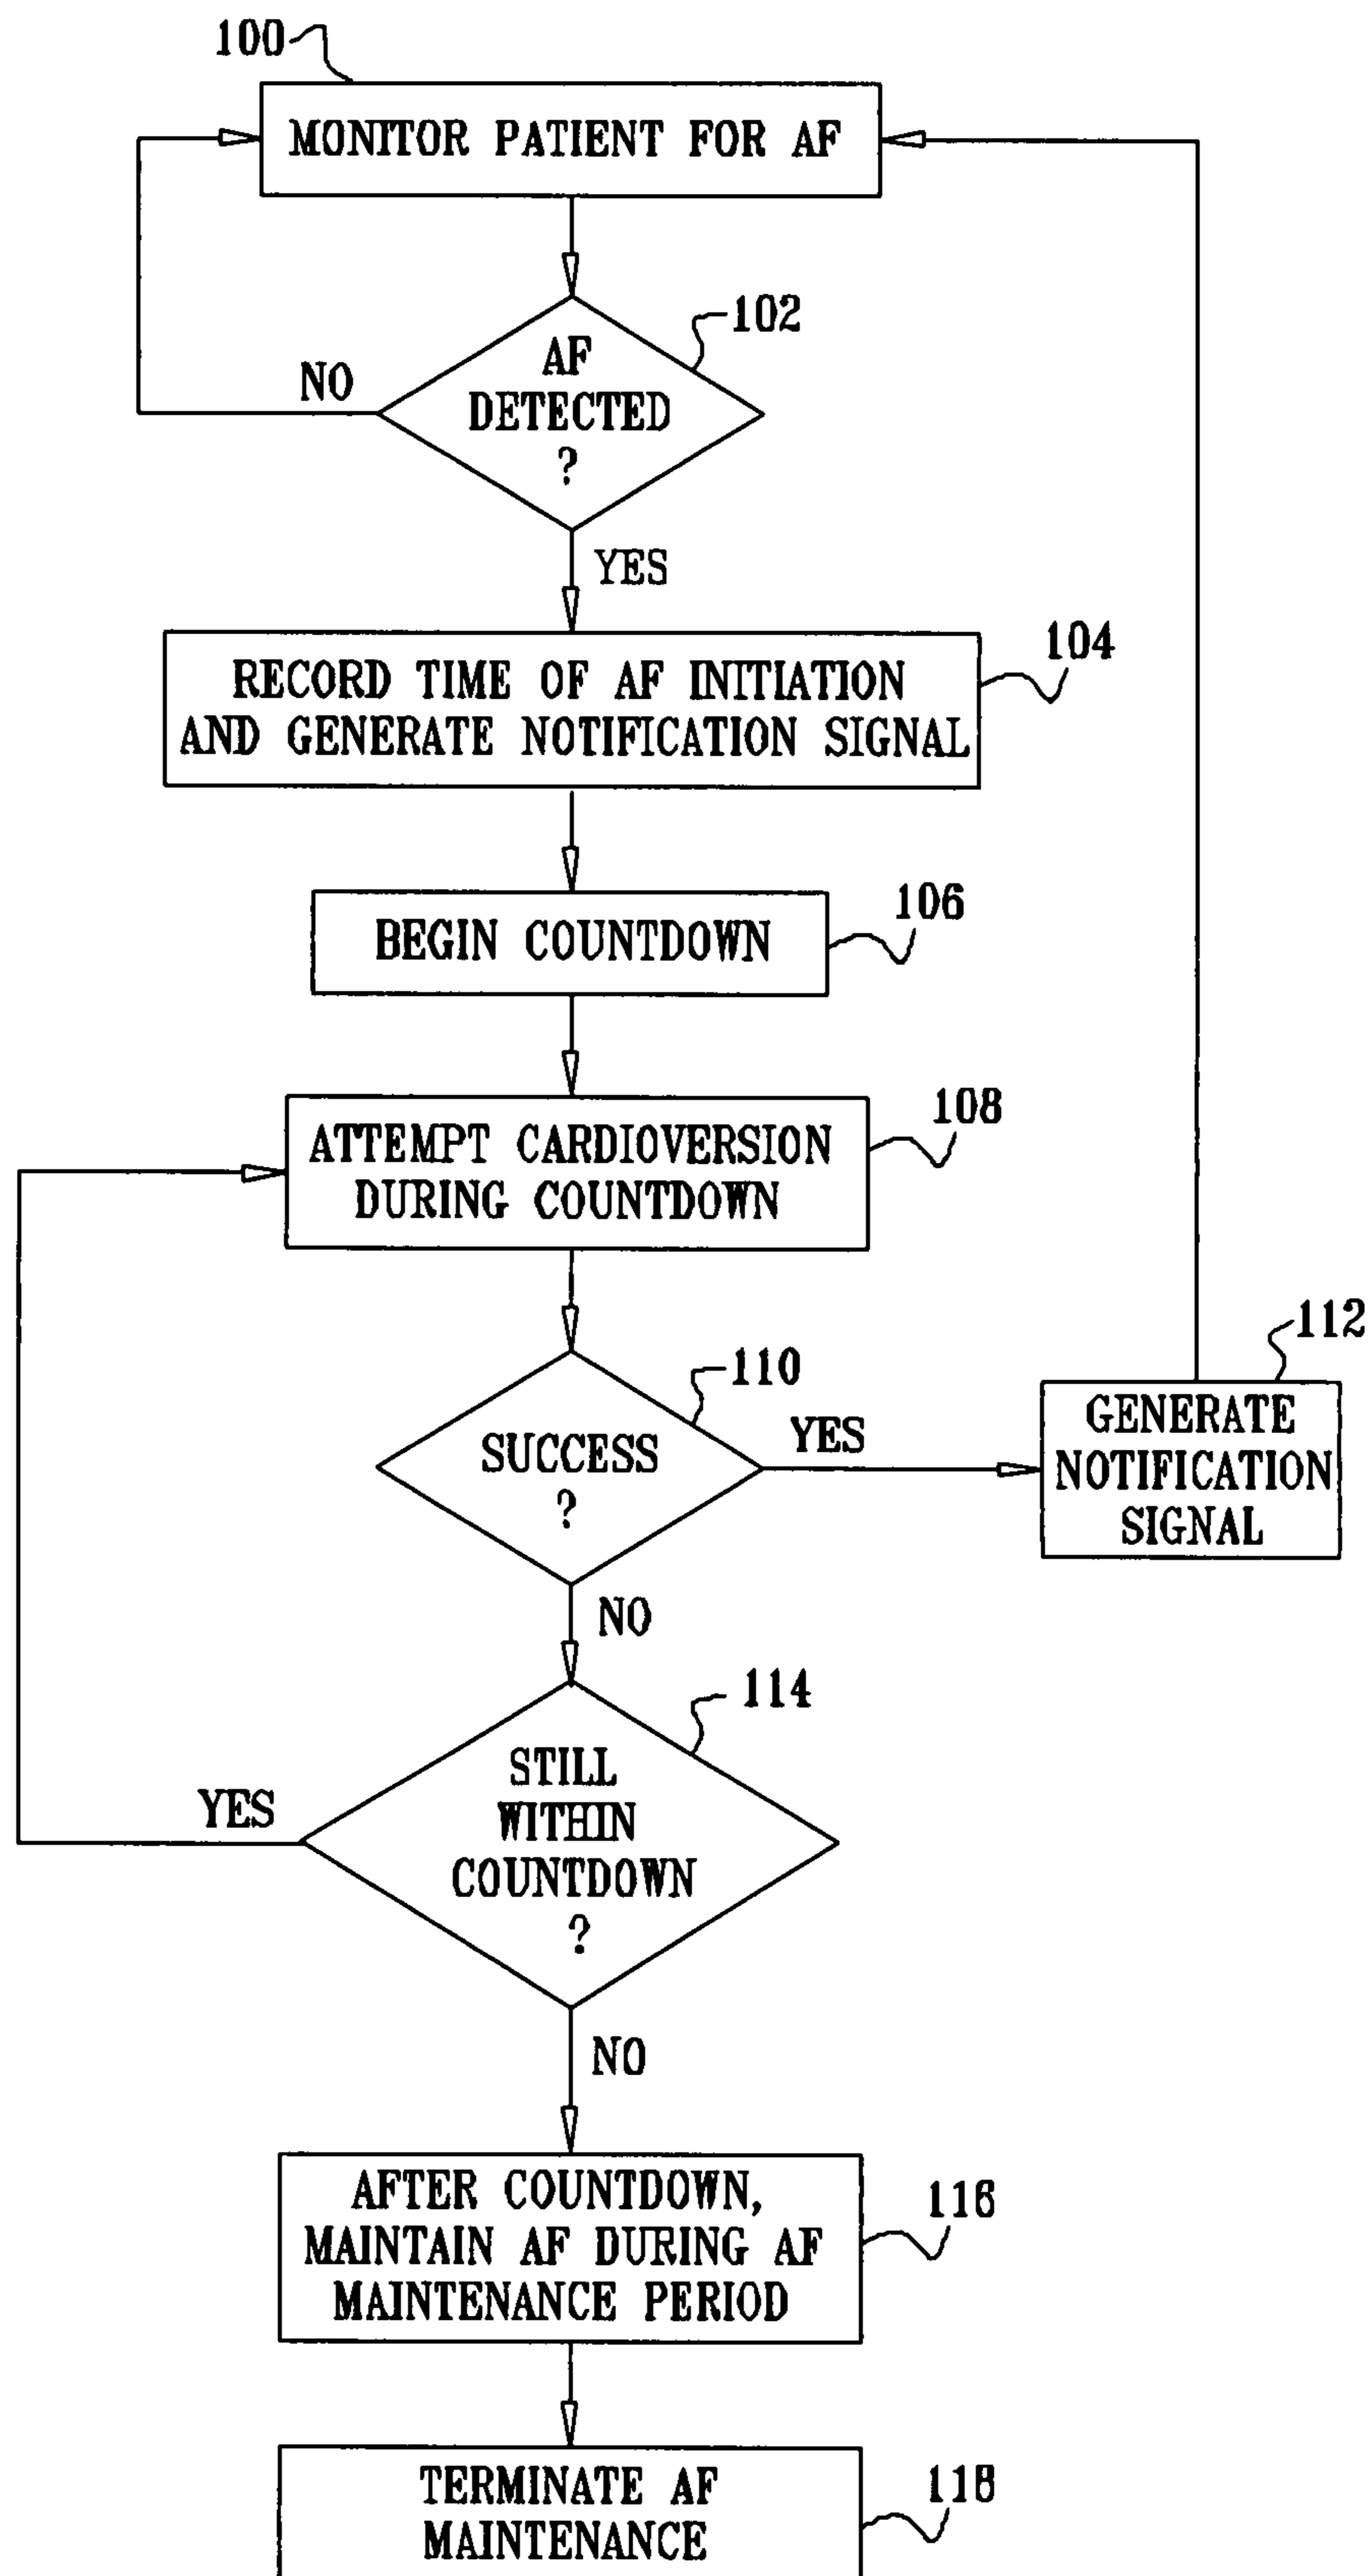 100
MONITOR PATIENT FOR AF
102
AF
DETECTED
?
NO
YES
104
RECORD TIME OF AF INITIATION
AND GENERATE NOTIFICATION SIGNAL
106
BEGIN COUNTDOWN
108
ATTEMPT CARDIOVERSION
DURING COUNTDOWN
110
SUCCESS
?
YES
112
GENERATE
NOTIFICATION
SIGNAL
NO
114
STILL
WITHIN
COUNTDOWN
?
YES
NO
116
AFTER COUNTDOWN,
MAINTAIN AF DURING AF
MAINTENANCE PERIOD
118
TERMINATE AF
MAINTENANCE